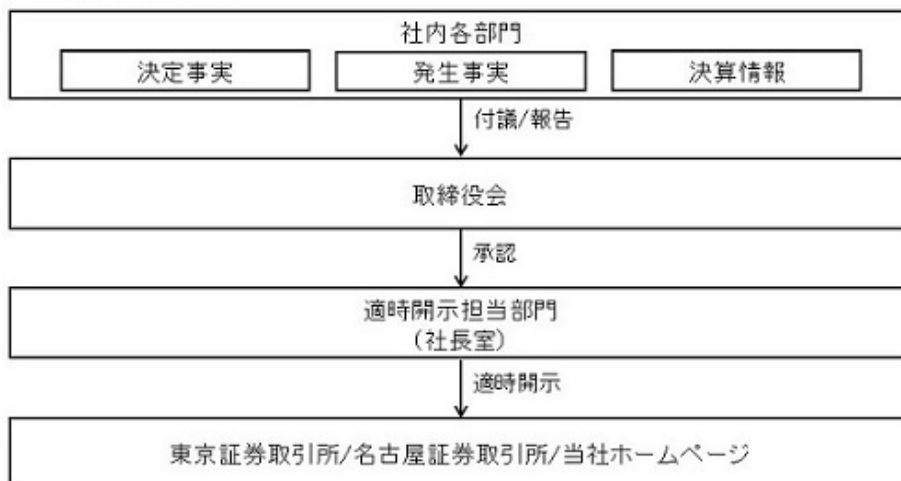 社内各部門
決定事実 発生事実 決算情報
付議/報告
取締役会
承認
適時開示担当部門
(社長室)
適時開示
東京証券取引所/名古屋証券取引所/当社ホームページ